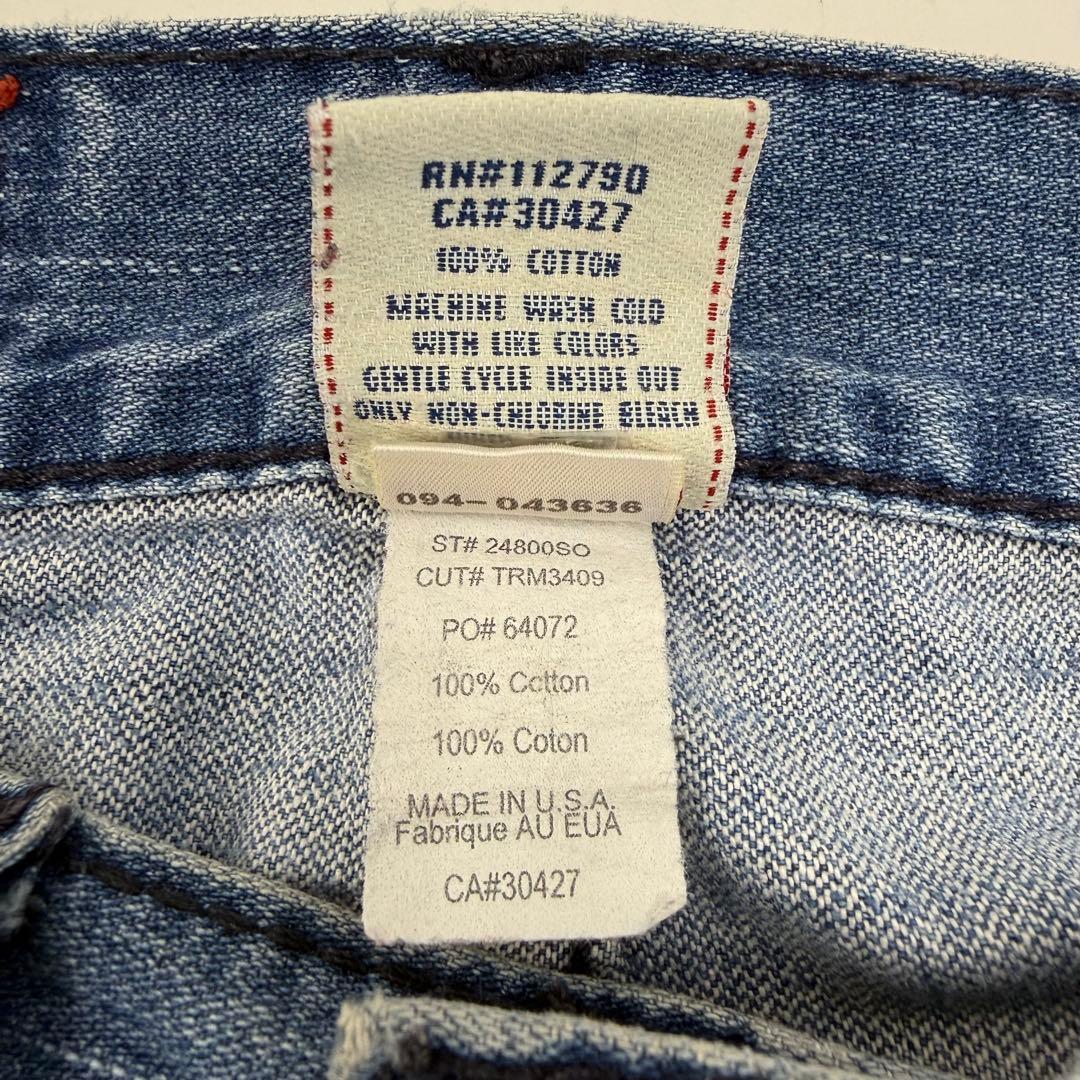 RN#112790
CA#30427
100% COTTON
MACHINE WASH COLD
WITH LIKE COLORS
GENTLE CYCLE INSIDE OUT
ONLY NON-CHLORINE BLEACH
094-043636
ST# 24800SO
CUT# TRM3409
PO# 64072
100% Cotton
100% Coton
MADE IN U.S.A.
Fabrique AU EUA
CA#30427